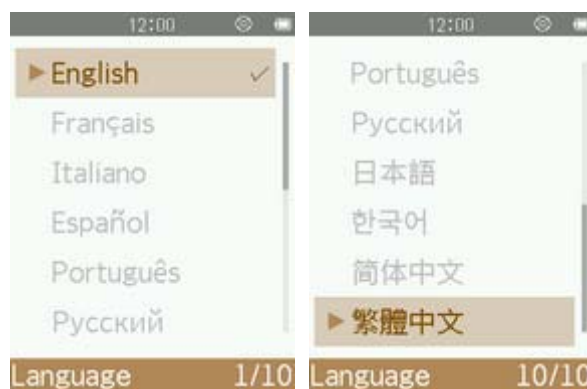 12:00
English
Français
Italiano
Español
Português
Русский
Language 1/10
12:00
Português
Русский
日本語
한국어
简体中文
繁體中文
Language 10/10